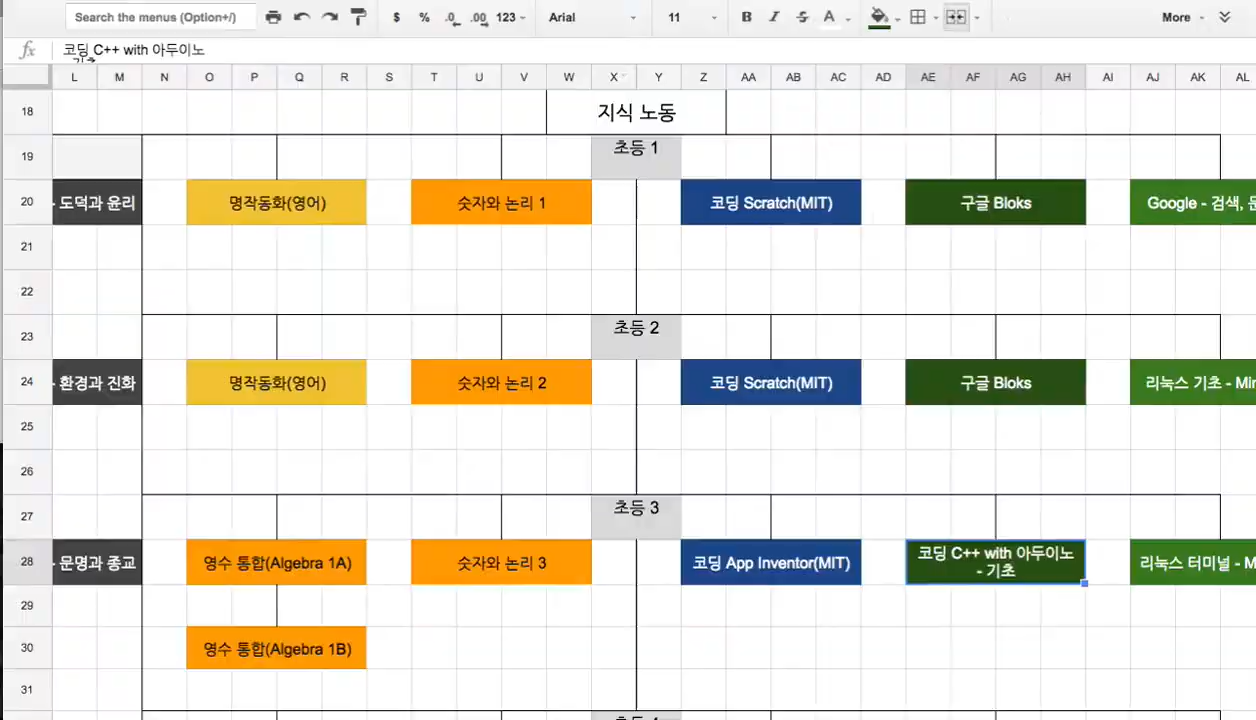 Search the menus (Option+/)
$ % .0 .00 123 Arial 11 B I S A More
fx 코딩 C++ with 아두이노
L M N O P Q R S T U V W X Y Z AA AB AC AD AE AF AG AH AI AJ AK AL
18 지식 노동
19 초등 1
20 도덕과 윤리 명작동화(영어) 숫자와 논리 1 코딩 Scratch(MIT) 구글 Bloks Google - 검색,
21
22
23 초등 2
24 - 환경과 진화 명작동화(영어) 숫자와 논리 2 코딩 Scratch(MIT) 구글 Bloks 리눅스 기초 - Min
25
26
27 초등 3
28 - 문명과 종교 영수 통합(Algebra 1A) 숫자와 논리 3 코딩 App Inventor(MIT) 코딩 C++ with 아두이노 리눅스 터미널 - M
- 기초
29
30 영수 통합(Algebra 1B)
31